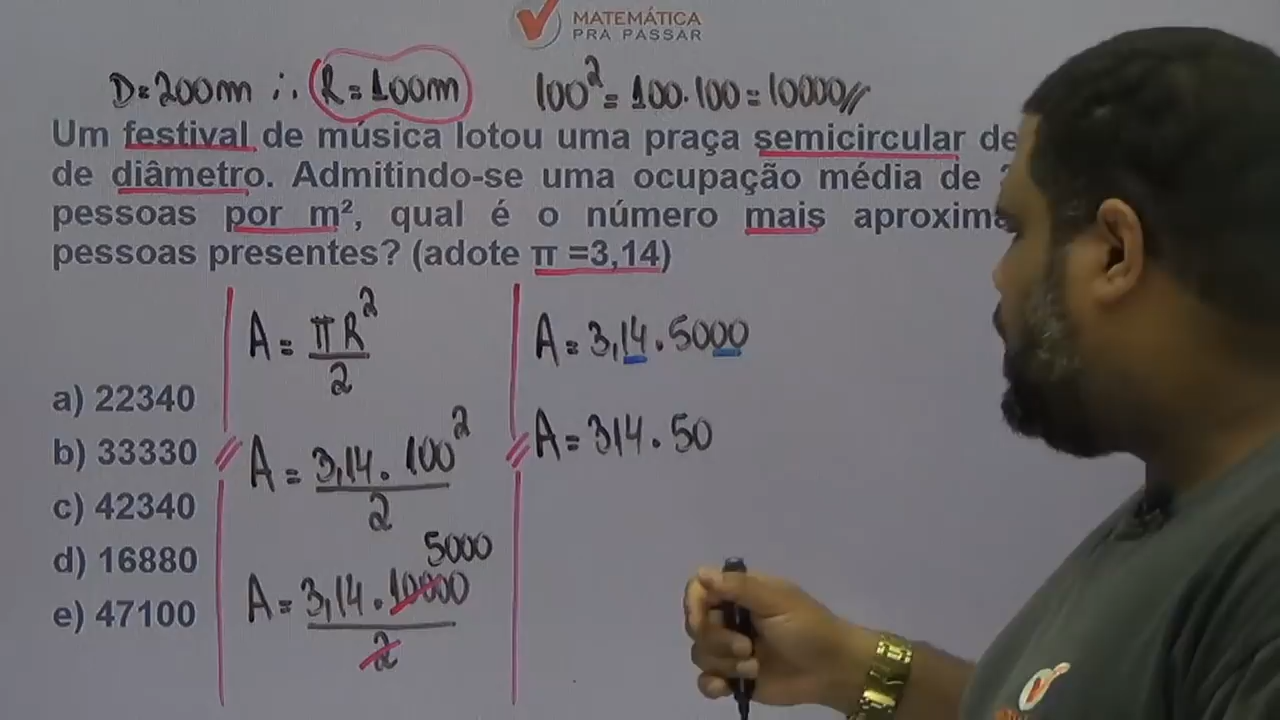 MATEMÁTICA
PRA PASSAR
D=200m ∴ R=100m 100²=100.100=10000//
Um festival de música lotou uma praça semicircular de
de diâmetro. Admitindo-se uma ocupação média de
pessoas por m², qual é o número mais aproxima
pessoas presentes? (adote π =3,14)
a) 22340
b) 33330
c) 42340
d) 16880
e) 47100
A = πR²
2
A = 3,14 . 100²
2
5000
A = 3,14 . 10000
2
A = 3,14 . 5000
A = 314 . 50